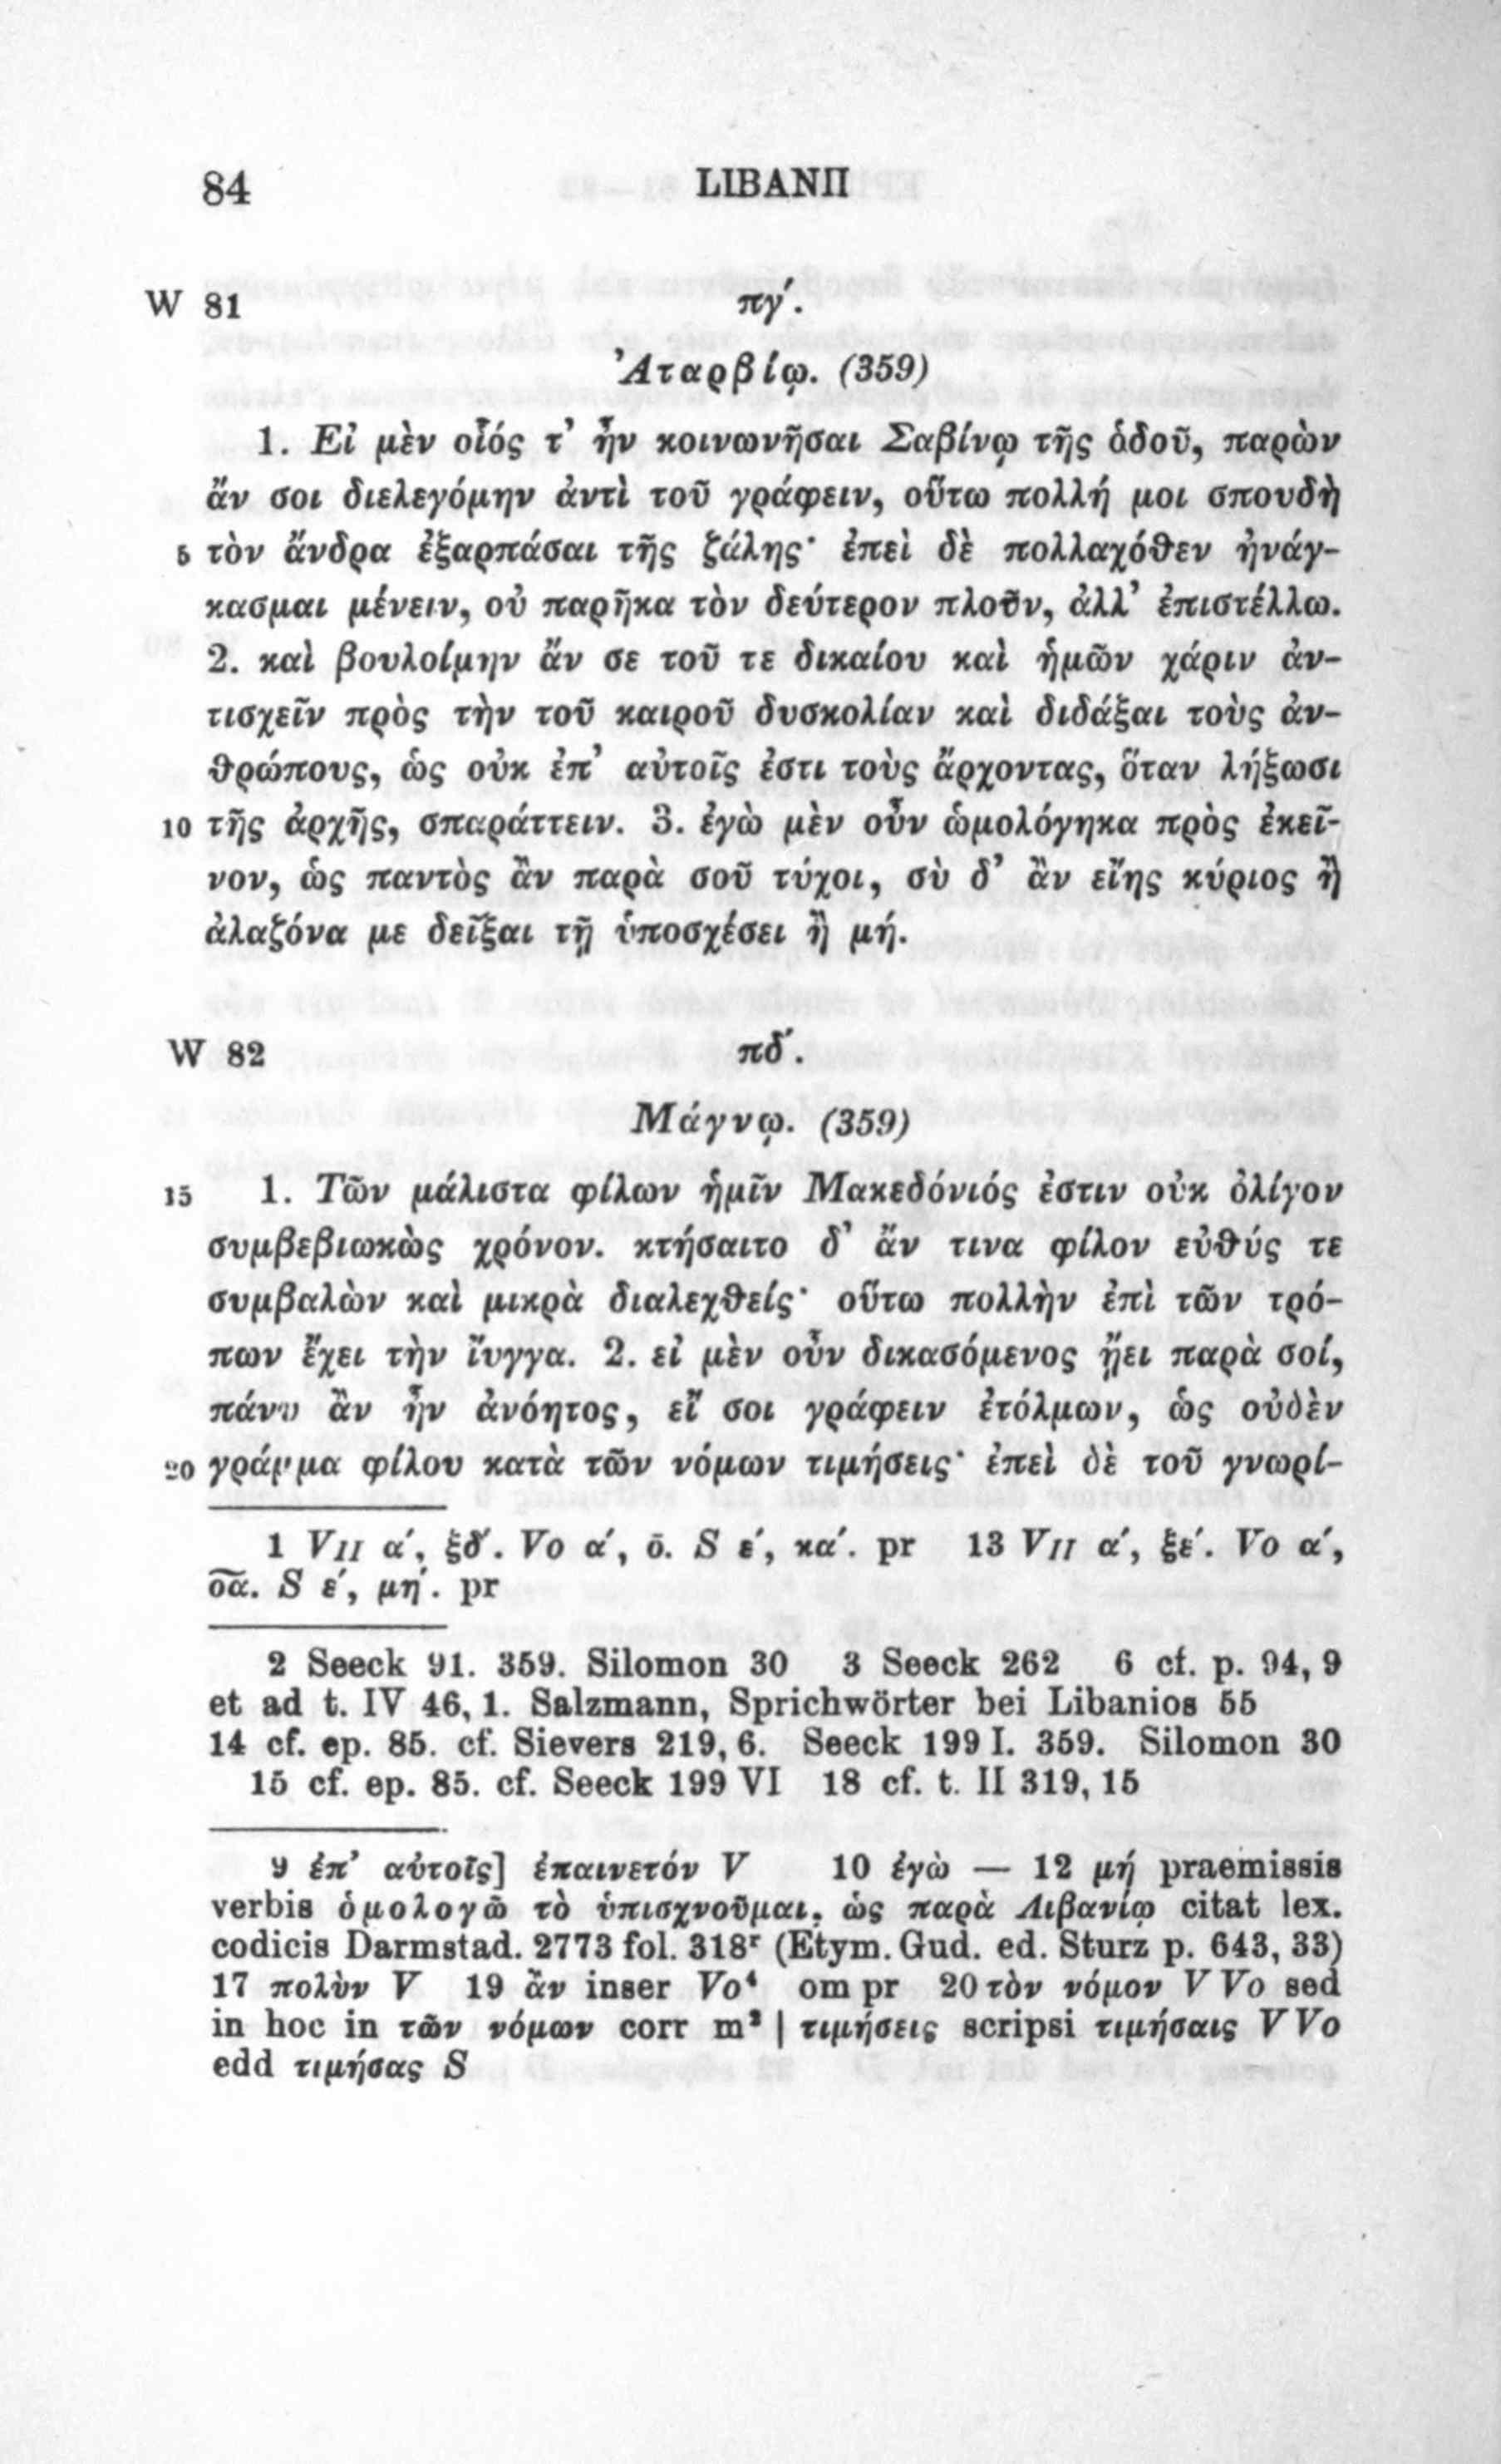 84 LIBANII
W 81 πγ΄.
Ἀταρβίῳ. (359)
1. Εἰ μὲν οἷός τ’ ἦν κοινωνῆσαι Σαβίνῳ τῆς ὁδοῦ, παρὼν
ἄν σοι διελεγόμην ἀντὶ τοῦ γράφειν, οὕτω πολλή μοι σπουδὴ
5 τὸν ἄνδρα ἐξαρπάσαι τῆς ζάλης· ἐπεὶ δὲ πολλαχόθεν ἠνάγ-
κασμαι μένειν, οὐ παρῆκα τὸν δεύτερον πλοῦν, ἀλλ’ ἐπιστέλλω.
2. καὶ βουλοίμην ἄν σε τοῦ τε δικαίου καὶ ἡμῶν χάριν ἀν-
τισχεῖν πρὸς τὴν τοῦ καιροῦ δυσκολίαν καὶ διδάξαι τοὺς ἀν-
θρώπους, ὡς οὐκ ἐπ’ αὐτοῖς ἐστι τοὺς ἄρχοντας, ὅταν λήξωσι
10 τῆς ἀρχῆς, σπαράττειν. 3. ἐγὼ μὲν οὖν ὡμολόγηκα πρὸς ἐκεῖ-
νον, ὡς παντὸς ἂν παρὰ σοῦ τύχοι, σὺ δ’ ἂν εἴης κύριος ἢ
ἀλαζόνα με δεῖξαι τῇ ὑποσχέσει ἢ μή.
W 82 πδ΄.
Μάγνῳ. (359)
15 1. Τῶν μάλιστα φίλων ἡμῖν Μακεδόνιός ἐστιν οὐκ ὀλίγον
συμβεβιωκὼς χρόνον. κτήσαιτο δ’ ἄν τινα φίλον εὐθύς τε
συμβαλὼν καὶ μικρὰ διαλεχθείς· οὕτω πολλὴν ἐπὶ τῶν τρό-
πων ἔχει τὴν ἴυγγα. 2. εἰ μὲν οὖν δικασόμενος ᾔει παρὰ σοί,
πάνυ ἂν ἦν ἀνόητος, εἴ σοι γράφειν ἐτόλμων, ὡς οὐδὲν
20 γράμμα φίλου κατὰ τῶν νόμων τιμήσεις· ἐπεὶ δὲ τοῦ γνωρί-
1 VII α΄, ξδ΄. Vo α΄, ō. S ε΄, κα΄. pr 13 VII α΄, ξε΄. Vo α΄,
ο͞α. S ε΄, μη΄. pr
2 Seeck 91. 359. Silomon 30 3 Seeck 262 6 cf. p. 94, 9
et ad t. IV 46, 1. Salzmann, Sprichwörter bei Libanios 55
14 cf. ep. 85. cf. Sievers 219, 6. Seeck 199 I. 359. Silomon 30
15 cf. ep. 85. cf. Seeck 199 VI 18 cf. t. II 319, 15
9 ἐπ’ αὐτοῖς] ἐπαινετόν V 10 ἐγὼ — 12 μή praemissis
verbis ὁμολογῶ τὸ ὑπισχνοῦμαι, ὡς παρὰ Λιβανίῳ citat lex.
codicis Darmstad. 2773 fol. 318ʳ (Etym. Gud. ed. Sturz p. 643, 33)
17 πολὺν V 19 ἂν inser Vo⁴ om pr 20 τὸν νόμον V Vo sed
in hoc in τῶν νόμων corr m² | τιμήσεις scripsi τιμήσαις V Vo
edd τιμήσας S